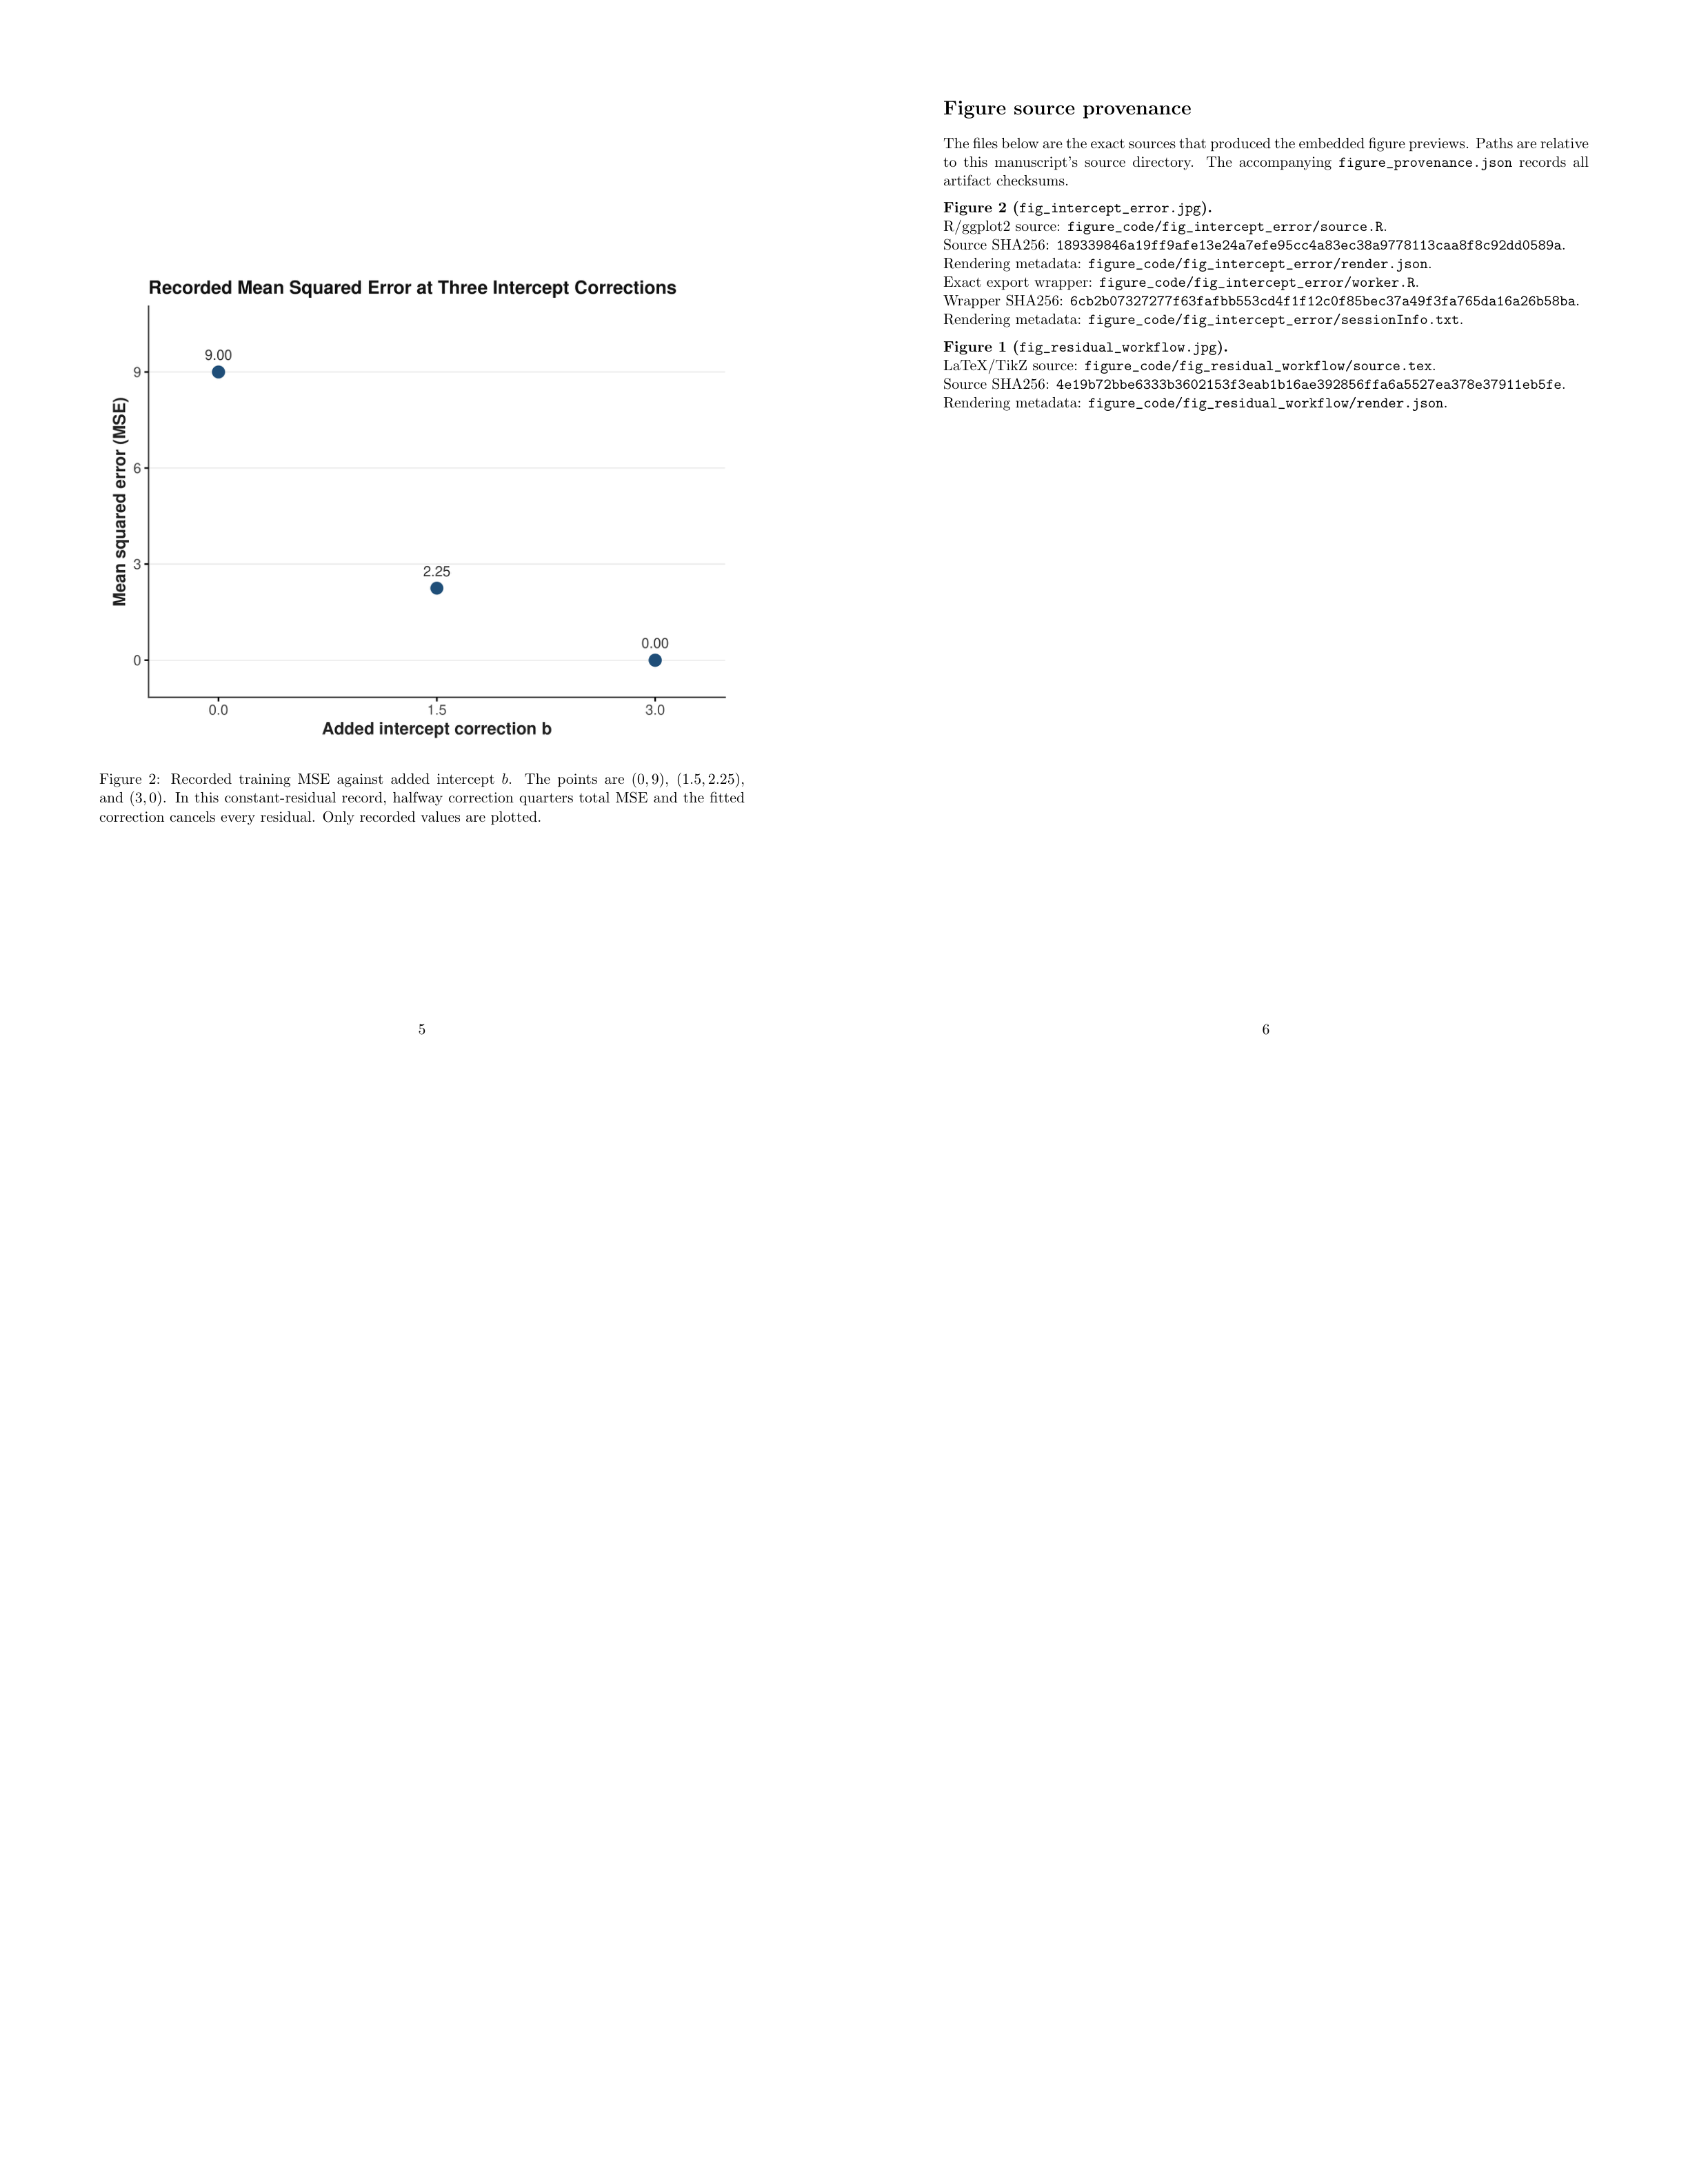 Recorded Mean Squared Error at Three Intercept Corrections
Mean squared error (MSE)
9
6
3
0
9.00
2.25
0.00
0.0
1.5
3.0
Added intercept correction b
Figure 2: Recorded training MSE against added intercept b. The points are (0, 9), (1.5, 2.25),
and (3, 0). In this constant-residual record, halfway correction quarters total MSE and the fitted
correction cancels every residual. Only recorded values are plotted.
5
Figure source provenance
The files below are the exact sources that produced the embedded figure previews. Paths are relative
to this manuscript's source directory. The accompanying figure_provenance.json records all
artifact checksums.
Figure 2 (fig_intercept_error.jpg).
R/ggplot2 source: figure_code/fig_intercept_error/source.R.
Source SHA256: 189339846a19ff9afe13e24a7efe95cc4a83ec38a9778113caa8f8c92dd0589a.
Rendering metadata: figure_code/fig_intercept_error/render.json.
Exact export wrapper: figure_code/fig_intercept_error/worker.R.
Wrapper SHA256: 6cb2b07327277f63fafbb553cd4f1f12c0f85bec37a49f3fa765da16a26b58ba.
Rendering metadata: figure_code/fig_intercept_error/sessionInfo.txt.
Figure 1 (fig_residual_workflow.jpg).
LaTeX/TikZ source: figure_code/fig_residual_workflow/source.tex.
Source SHA256: 4e19b72bbe6333b3602153f3eab1b16ae392856ffa6a5527ea378e37911eb5fe.
Rendering metadata: figure_code/fig_residual_workflow/render.json.
6